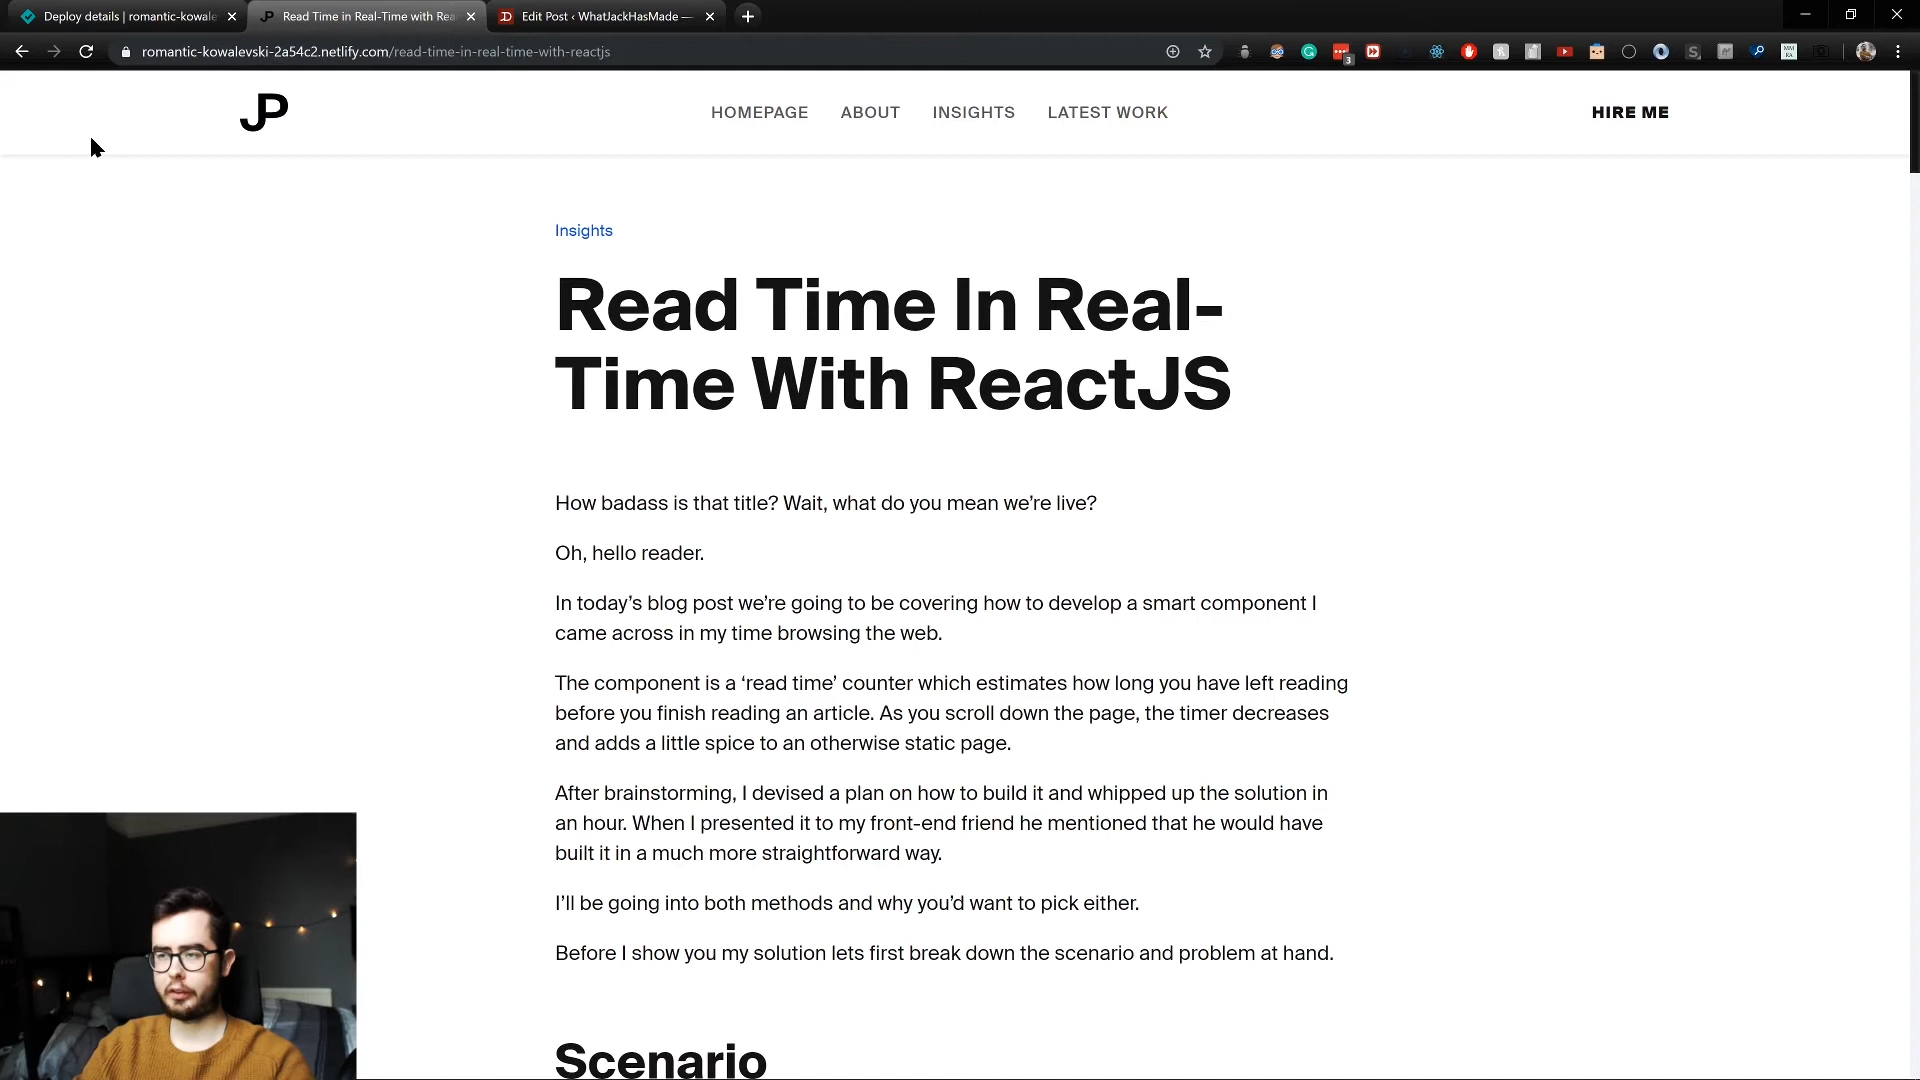 Deploy details | romantic-kowale
Read Time in Real-Time with Rea
Edit Post ‹ WhatJackHasMade —
romantic-kowalevski-2a54c2.netlify.com/read-time-in-real-time-with-reactjs
3
JP
HOMEPAGE
ABOUT
INSIGHTS
LATEST WORK
HIRE ME
Insights
Read Time In Real-
Time With ReactJS
How badass is that title? Wait, what do you mean we’re live?
Oh, hello reader.
In today’s blog post we’re going to be covering how to develop a smart component I
came across in my time browsing the web.
The component is a ‘read time’ counter which estimates how long you have left reading
before you finish reading an article. As you scroll down the page, the timer decreases
and adds a little spice to an otherwise static page.
After brainstorming, I devised a plan on how to build it and whipped up the solution in
an hour. When I presented it to my front-end friend he mentioned that he would have
built it in a much more straightforward way.
I’ll be going into both methods and why you’d want to pick either.
Before I show you my solution lets first break down the scenario and problem at hand.
Scenario